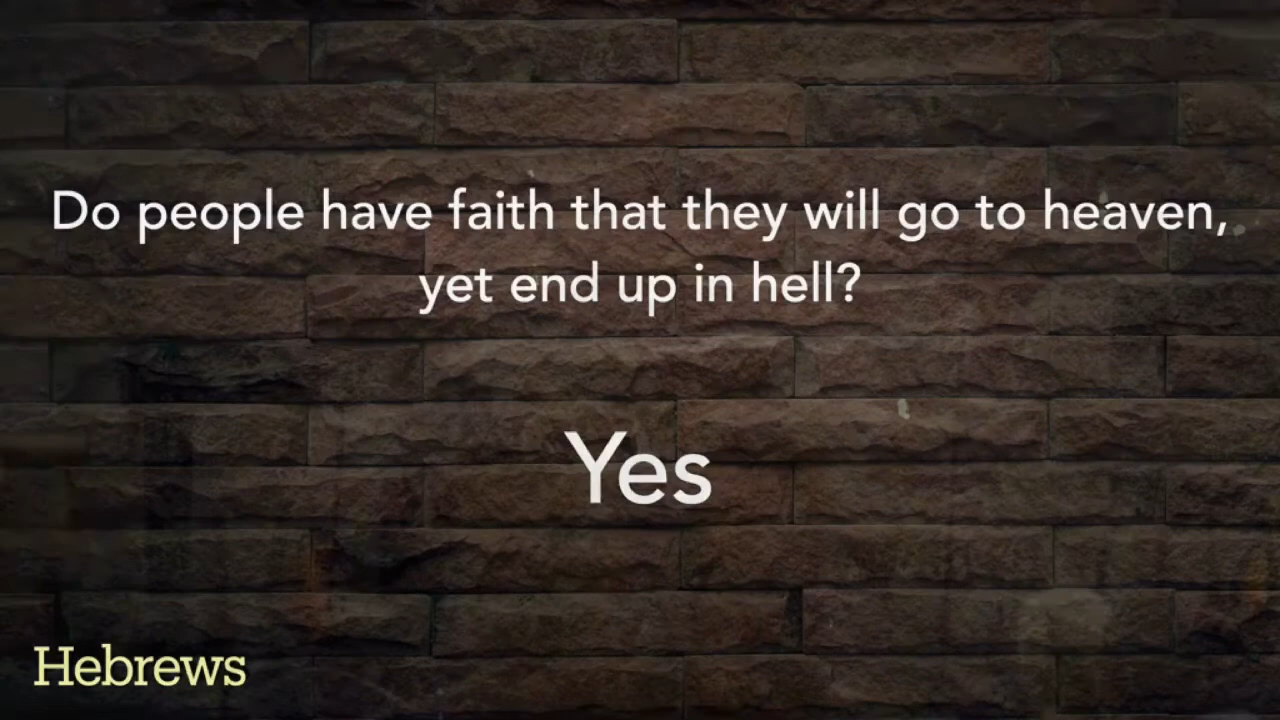 Do people have faith that they will go to heaven,
yet end up in hell?
Yes
Hebrews